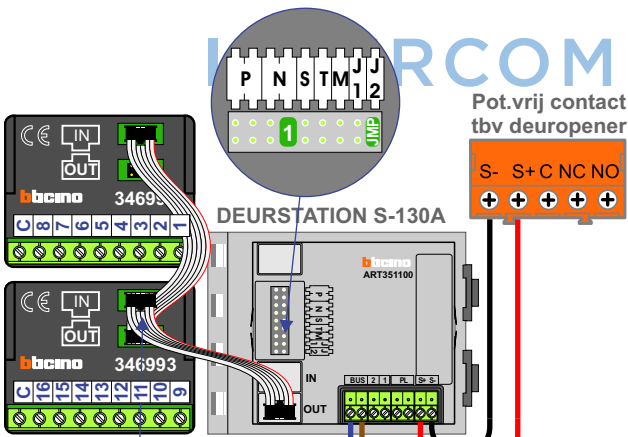 INTERCOM
P N S T M J1 J2
1 JMP
Pot.vrij contact
tbv deuropener
S- S+ C NC NO
CE IN
OUT
bticino 34699
C 8 7 6 5 4 3 2 1
DEURSTATION S-130A
bticino
ART351100
P N S T M J1 J2
IN
OUT
BUS 2 1 PL S+ S-
CE IN
OUT
bticino 346993
C 16 15 14 13 12 11 10 9